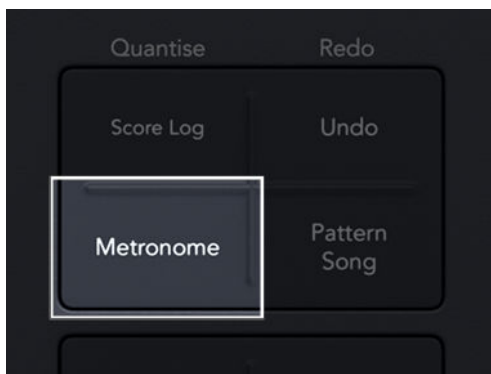 Quantise
Redo
Score Log
Undo
Metronome
Pattern
Song